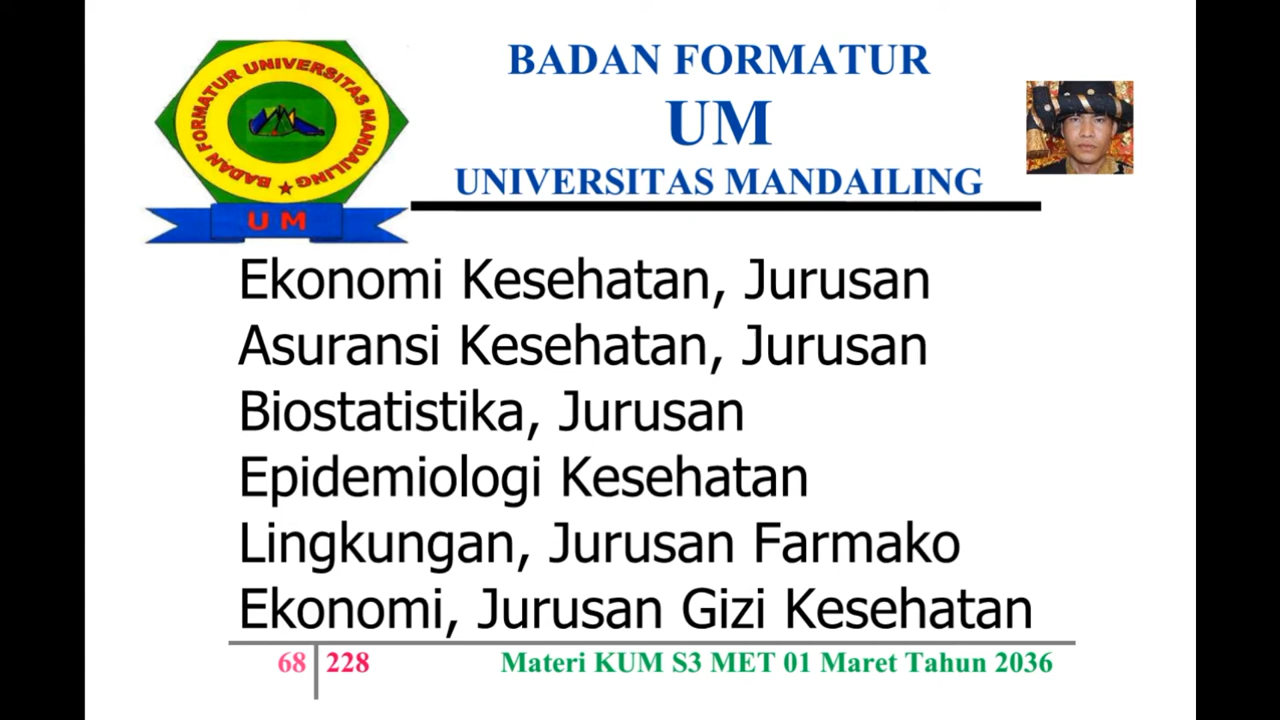 BADAN FORMATUR UNIVERSITAS MANDAILING
UM
BADAN FORMATUR
UM
UNIVERSITAS MANDAILING
Ekonomi Kesehatan, Jurusan
Asuransi Kesehatan, Jurusan
Biostatistika, Jurusan
Epidemiologi Kesehatan
Lingkungan, Jurusan Farmako
Ekonomi, Jurusan Gizi Kesehatan
68 228 Materi KUM S3 MET 01 Maret Tahun 2036